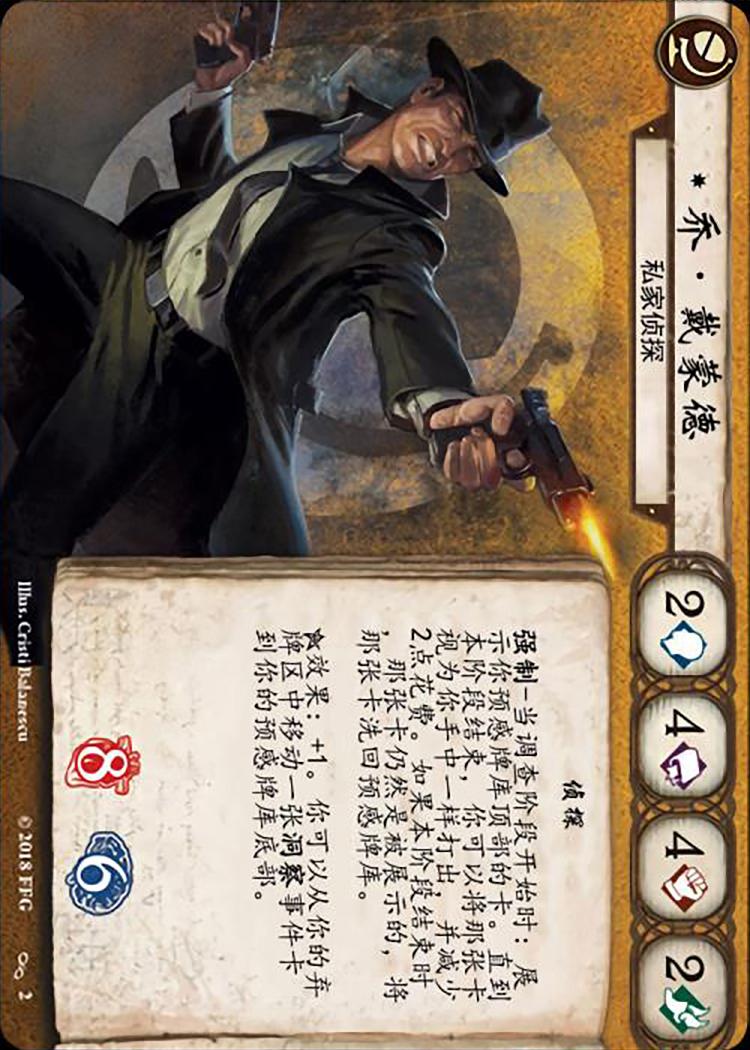 *乔·戴蒙德
私家侦探
2
4
4
2
侦探
强制-当调查阶段开始时：展
示你预感牌库顶部的卡。直到
本阶段结束，你可以将那张卡
视为你手中一样打出，并减少
2点花费。如果本阶段结束时
，那张卡仍然是被展示的，将
那张卡洗回预感牌库。
效果：+1。你可以从你的弃
牌区中移动一张洞察事件卡
到你的预感牌库底部。
8
6
Illus. Cristi Balanescu
© 2018 FFG
2